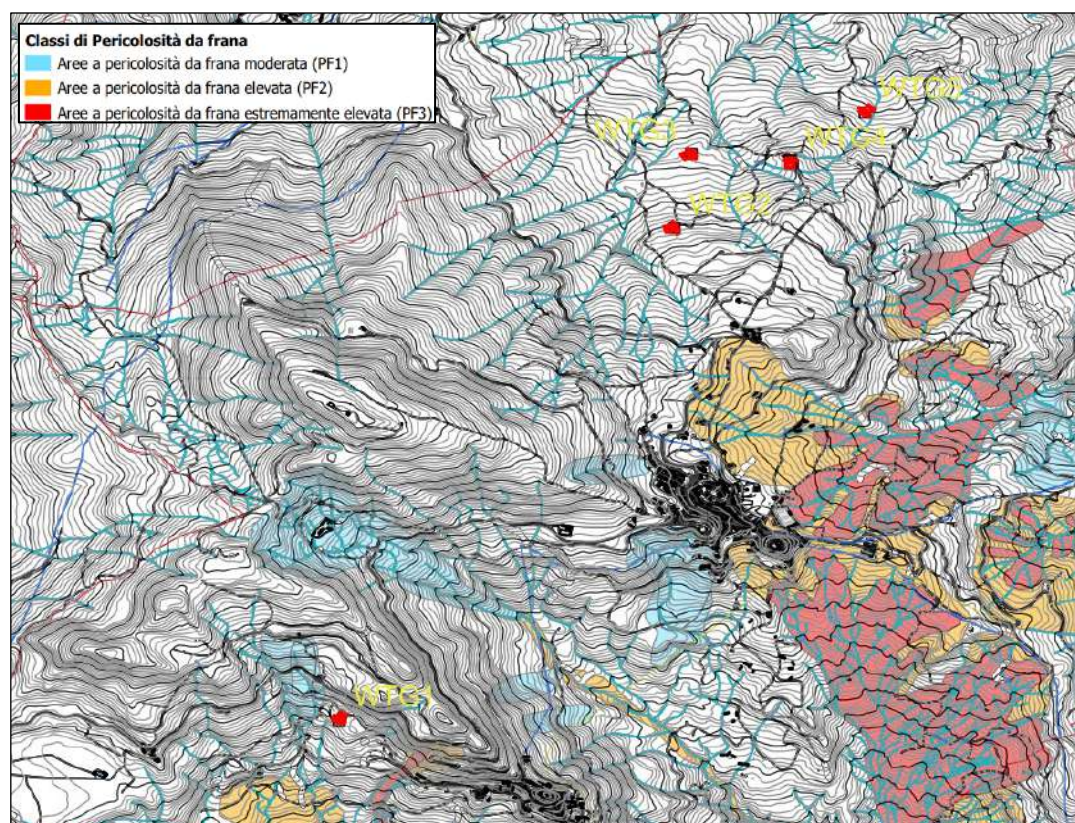 Classi di Pericolosità da frana
Aree a pericolosità da frana moderata (PF1)
Aree a pericolosità da frana elevata (PF2)
Aree a pericolosità da frana estremamente elevata (PF3)
WTG3
WTG4
WTG2
WTG1